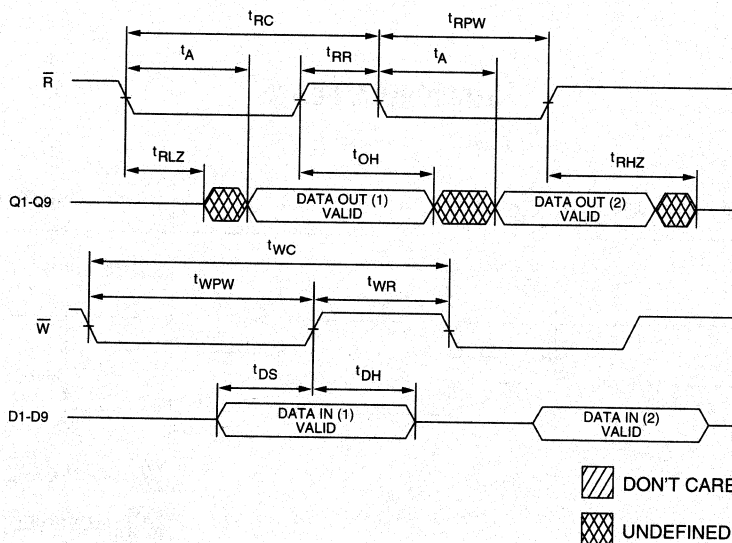 tRC
tRPW
tA
tRR
tA
R
tRLZ
tOH
tRHZ
Q1-Q9
DATA OUT (1)
VALID
DATA OUT (2)
VALID
tWC
tWPW
tWR
W
tDS
tDH
D1-D9
DATA IN (1)
VALID
DATA IN (2)
VALID
DON'T CARE
UNDEFINED